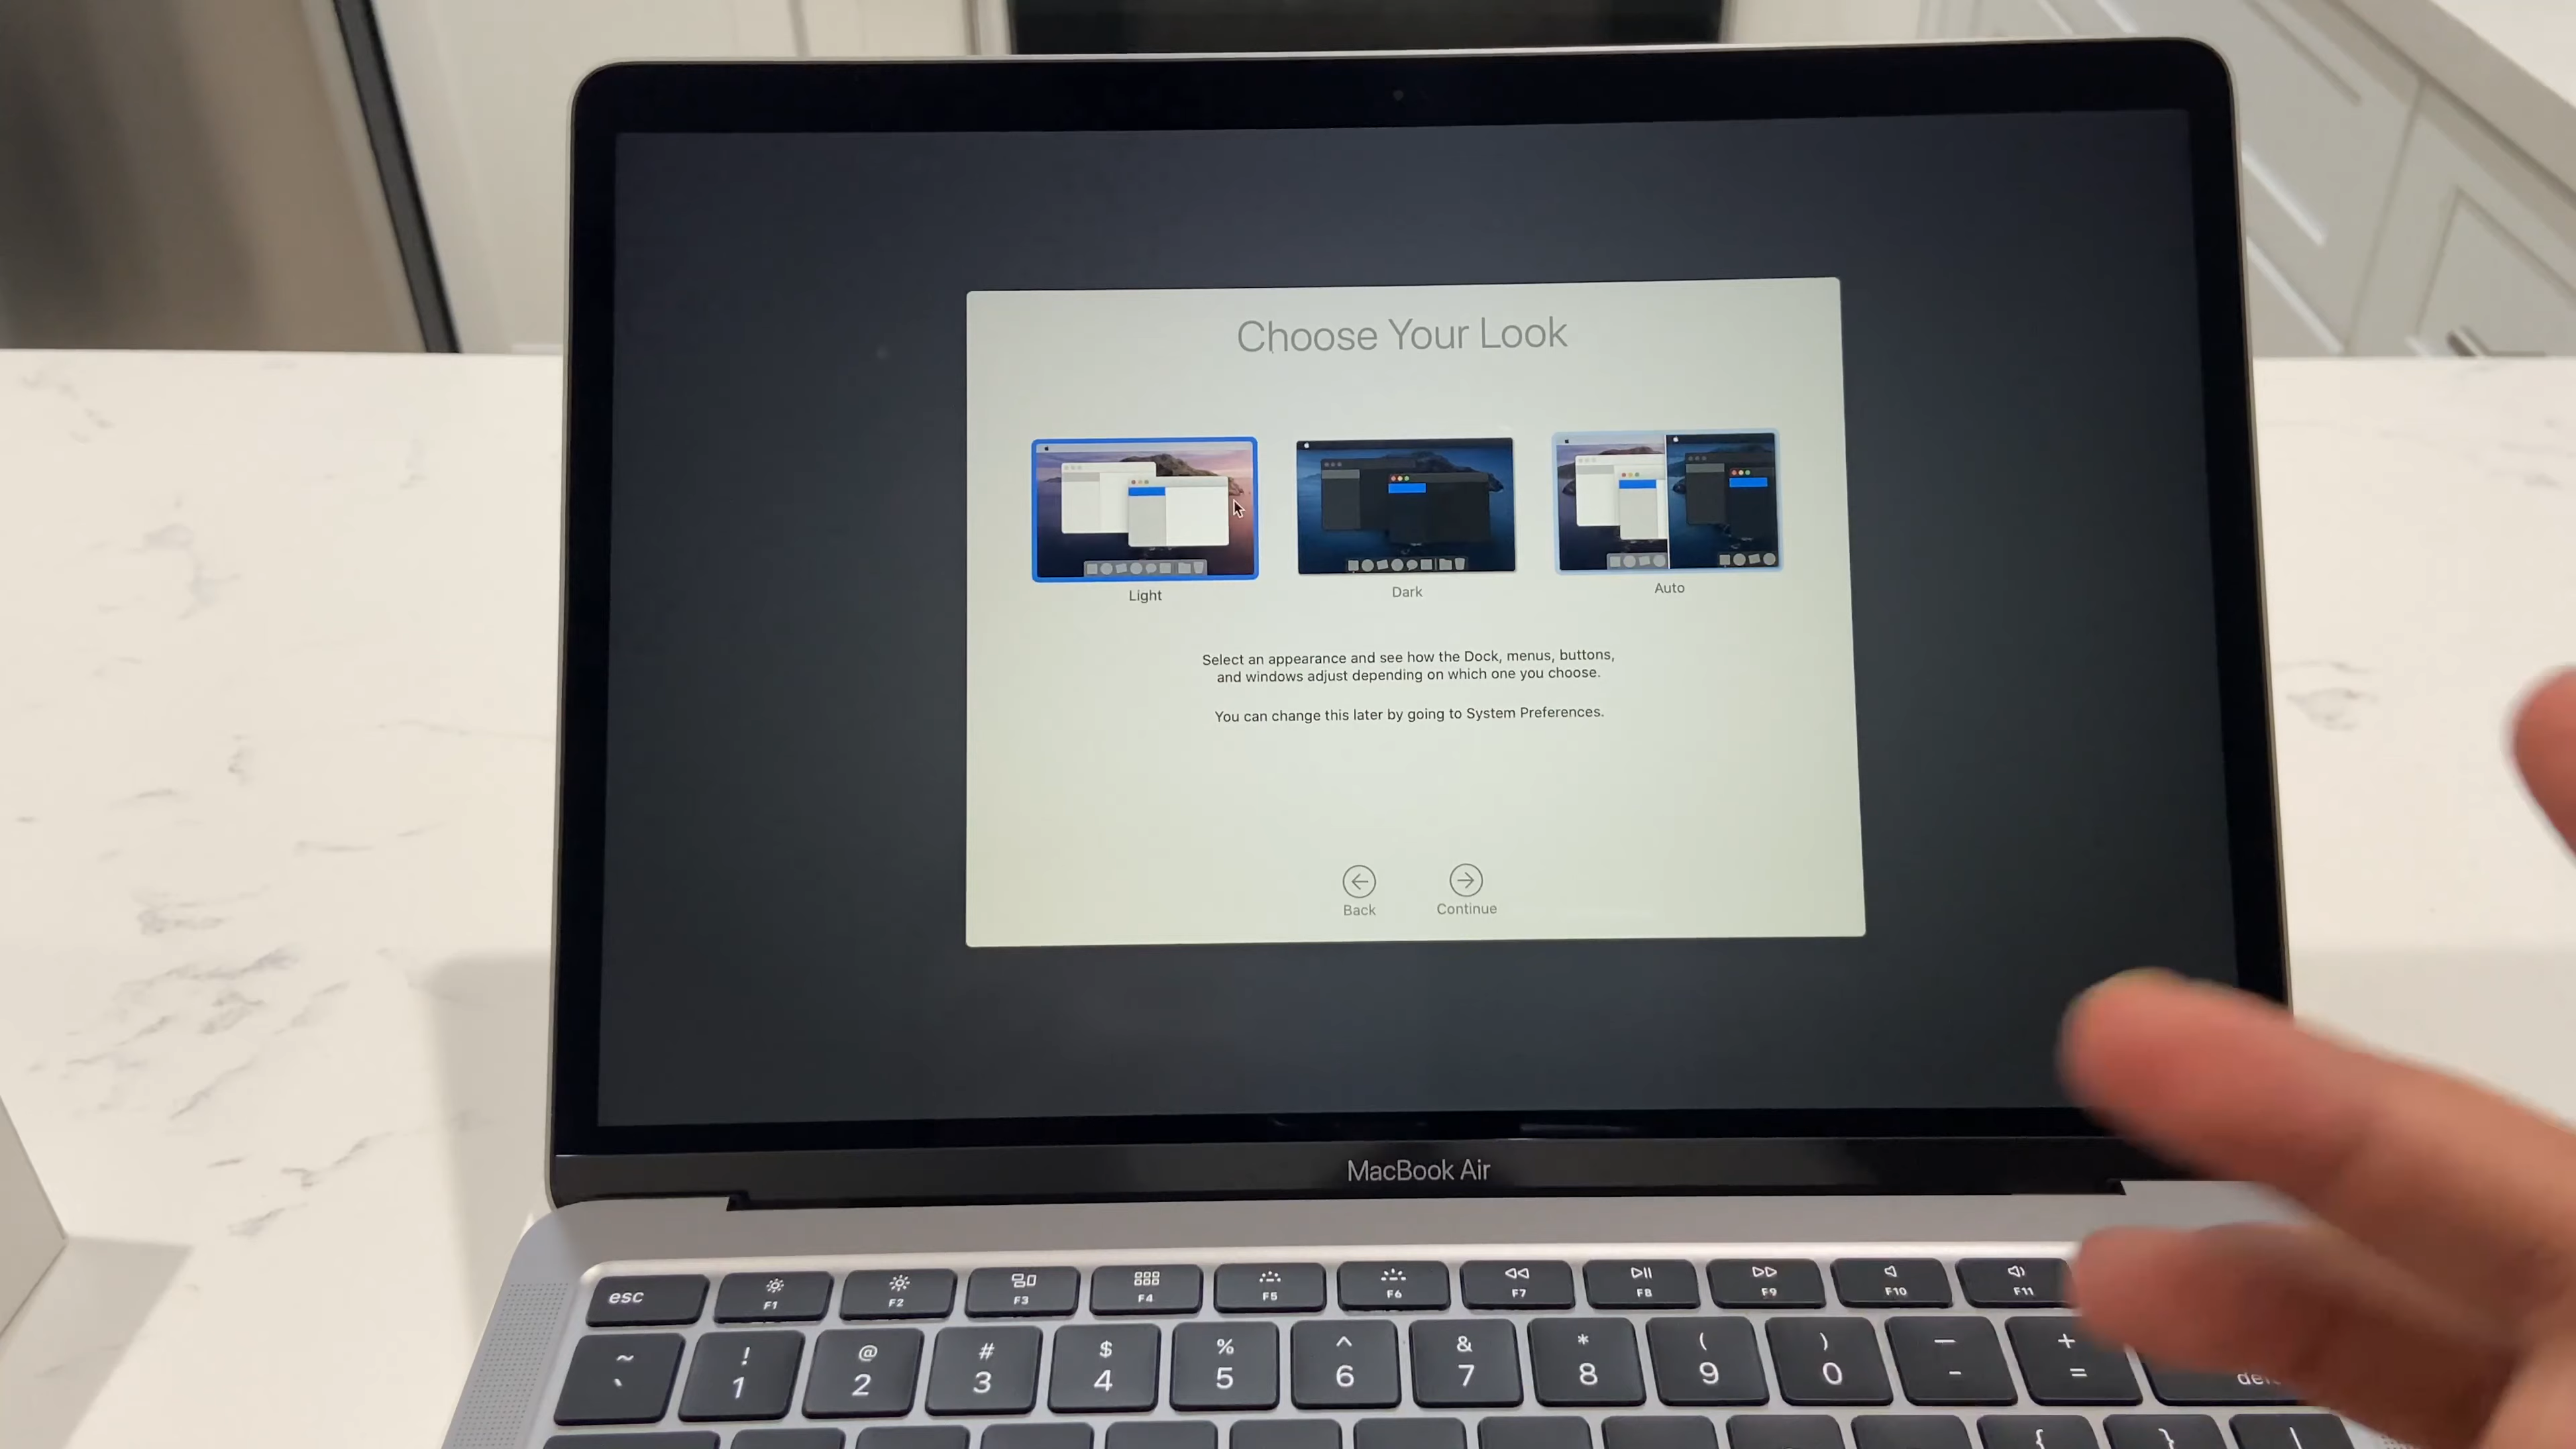 Choose Your Look
Light
Dark
Auto
Select an appearance and see how the Dock, menus, buttons,
and windows adjust depending on which one you choose.
You can change this later by going to System Preferences.
Back
Continue
MacBook Air
esc
F1
F2
F3
F4
F5
F6
F7
F8
F9
F10
F11
~ `
! 1
@ 2
# 3
$ 4
% 5
^ 6
& 7
* 8
( 9
) 0
— -
+ =
{
}
|